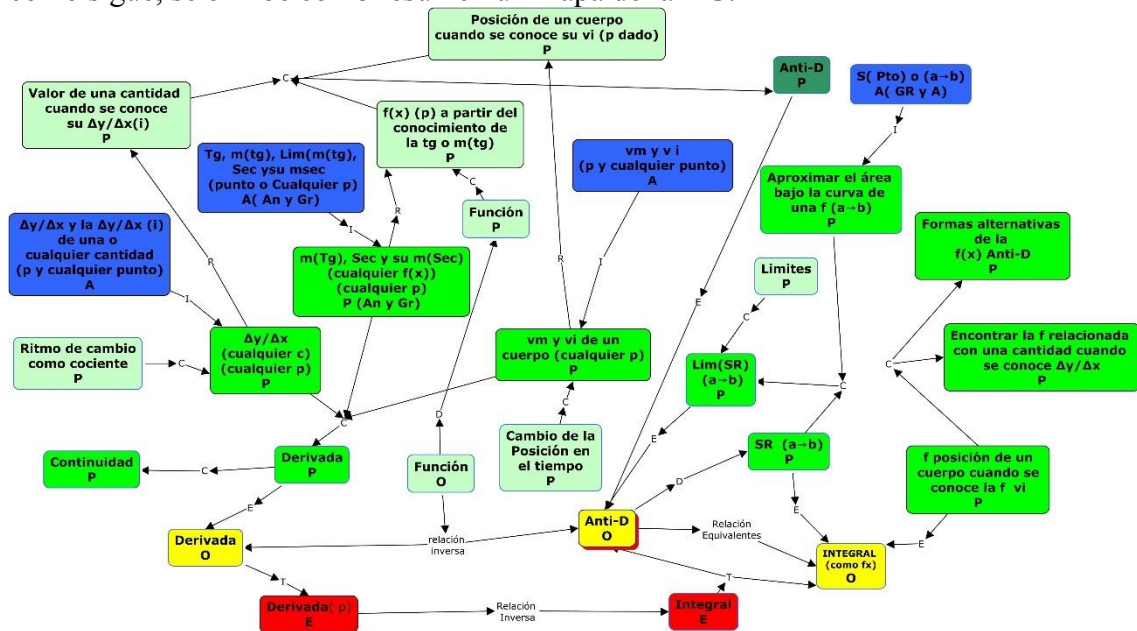 Posición de un cuerpo
cuando se conoce su vi (p dado)
P
C
Anti-D
P
S( Pto) o (a→b)
A( GR y A)
Valor de una cantidad
cuando se conoce
su Δy/Δx(i)
P
f(x) (p) a partir del
conocimiento de
la tg o m(tg)
P
I
Tg, m(tg), Lim(m(tg),
Sec ysu msec
(punto o Cualquier p)
A( An y Gr)
vm y v i
(p y cualquier punto)
A
Aproximar el área
bajo la curva de
una f (a→b)
P
C
Función
P
R
Δy/Δx y la Δy/Δx (i)
de una o
cualquier cantidad
(p y cualquier punto)
A
Formas alternativas
de la
f(x) Anti-D
P
I
m(Tg), Sec y su m(Sec)
(cualquier f(x))
(cualquier p)
P (An y Gr)
R
R
I
Limites
P
E
I
C
Δy/Δx
(cualquier c)
(cualquier p)
P
vm y vi de un
cuerpo (cualquier p)
P
Encontrar la f relacionada
con una cantidad cuando
se conoce Δy/Δx
P
Ritmo de cambio
como cociente
P
C
Lim(SR)
(a→b)
P
C
C
C
D
C
Cambio de la
Posición en
el tiempo
P
E
SR (a→b)
P
f posición de un
cuerpo cuando se
conoce la f vi
P
Continuidad
P
C
Derivada
P
Función
O
D
E
E
Anti-D
O
Relación
Equivalentes
Derivada
O
relación
inversa
E
INTEGRAL
(como fx)
O
T
T
Derivada( p)
E
Relación
Inversa
Integral
E